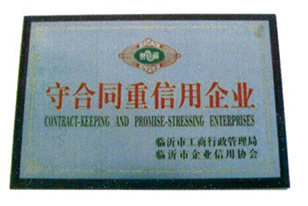 守合同重信用企业
CONTRACT-KEEPING AND PROMISE-STRESSING ENTERPRISES
临沂市工商行政管理局
临沂市企业信用协会